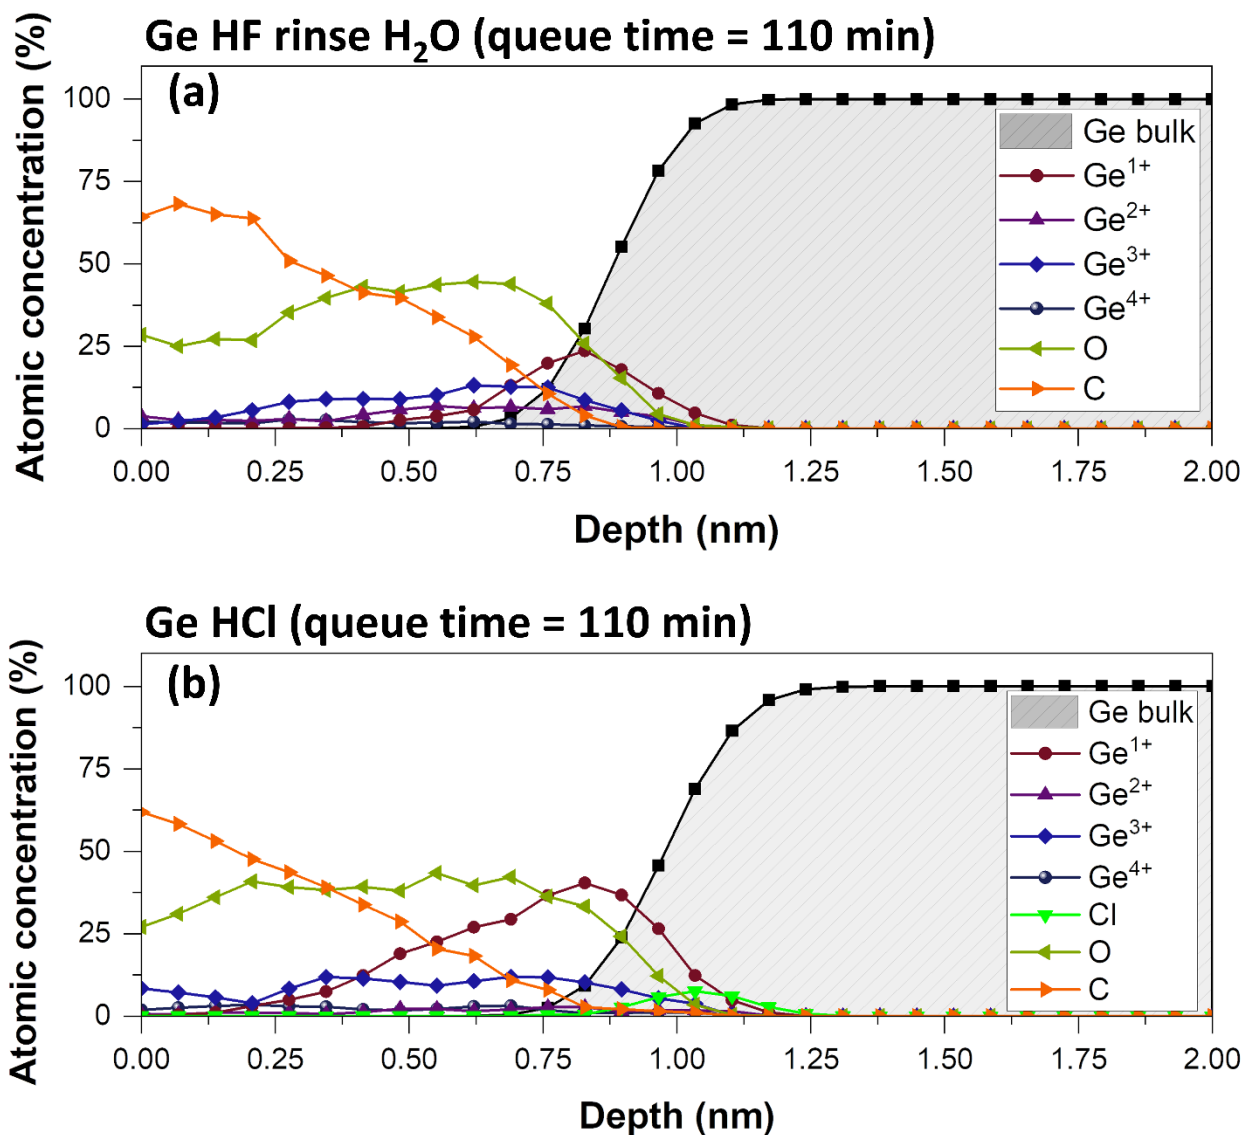 Ge HF rinse H₂O (queue time = 110 min)
(a)
Atomic concentration (%)
100
75
50
25
0
0.00 0.25 0.50 0.75 1.00 1.25 1.50 1.75 2.00
Depth (nm)
Ge bulk
Ge¹⁺
Ge²⁺
Ge³⁺
Ge⁴⁺
O
C
Ge HCl (queue time = 110 min)
(b)
Atomic concentration (%)
100
75
50
25
0
0.00 0.25 0.50 0.75 1.00 1.25 1.50 1.75 2.00
Depth (nm)
Ge bulk
Ge¹⁺
Ge²⁺
Ge³⁺
Ge⁴⁺
Cl
O
C